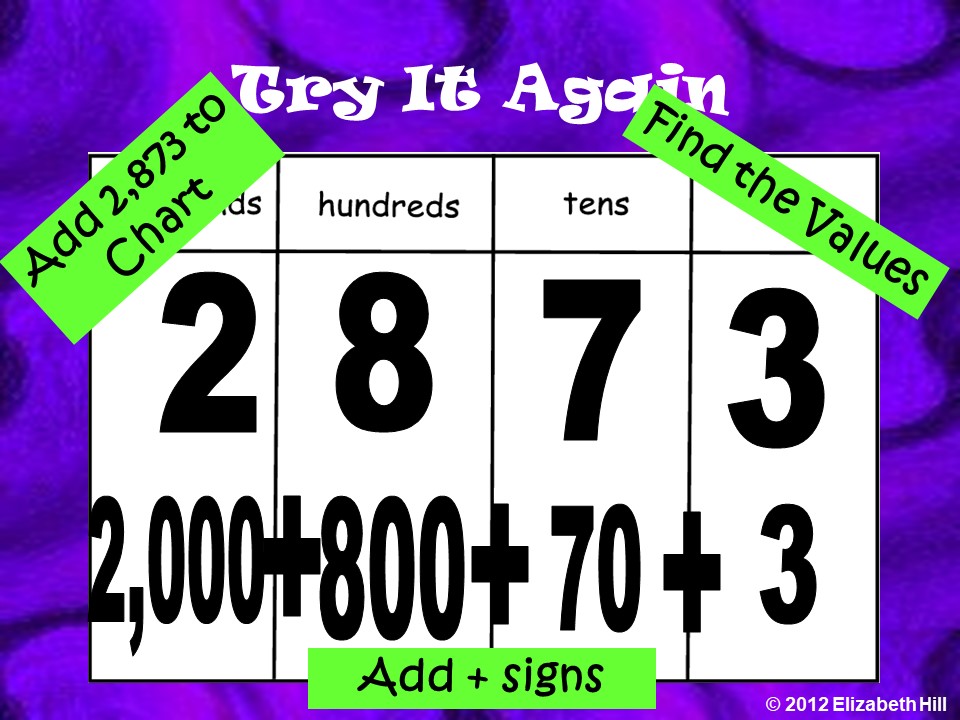 Try It Again
Add 2,873 to
Chart
Find the Values
hundreds
tens
2 8 7 3
2,000 + 800 + 70 + 3
Add + signs
© 2012 Elizabeth Hill